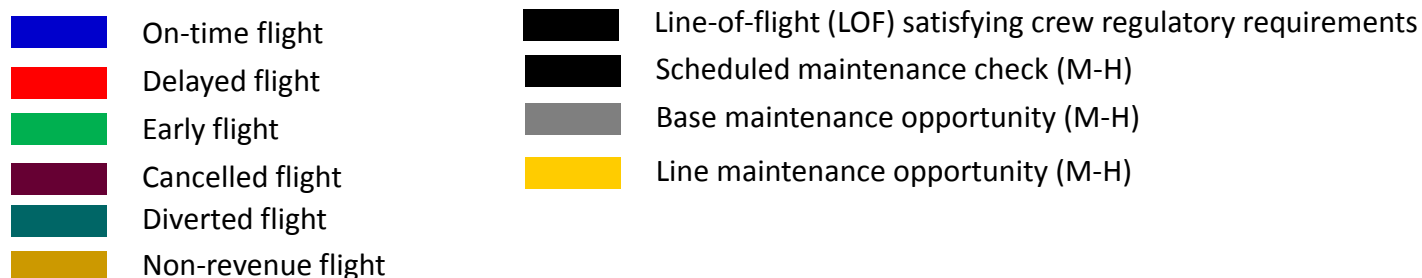 On-time flight
Delayed flight
Early flight
Cancelled flight
Diverted flight
Non-revenue flight
Line-of-flight (LOF) satisfying crew regulatory requirements
Scheduled maintenance check (M-H)
Base maintenance opportunity (M-H)
Line maintenance opportunity (M-H)